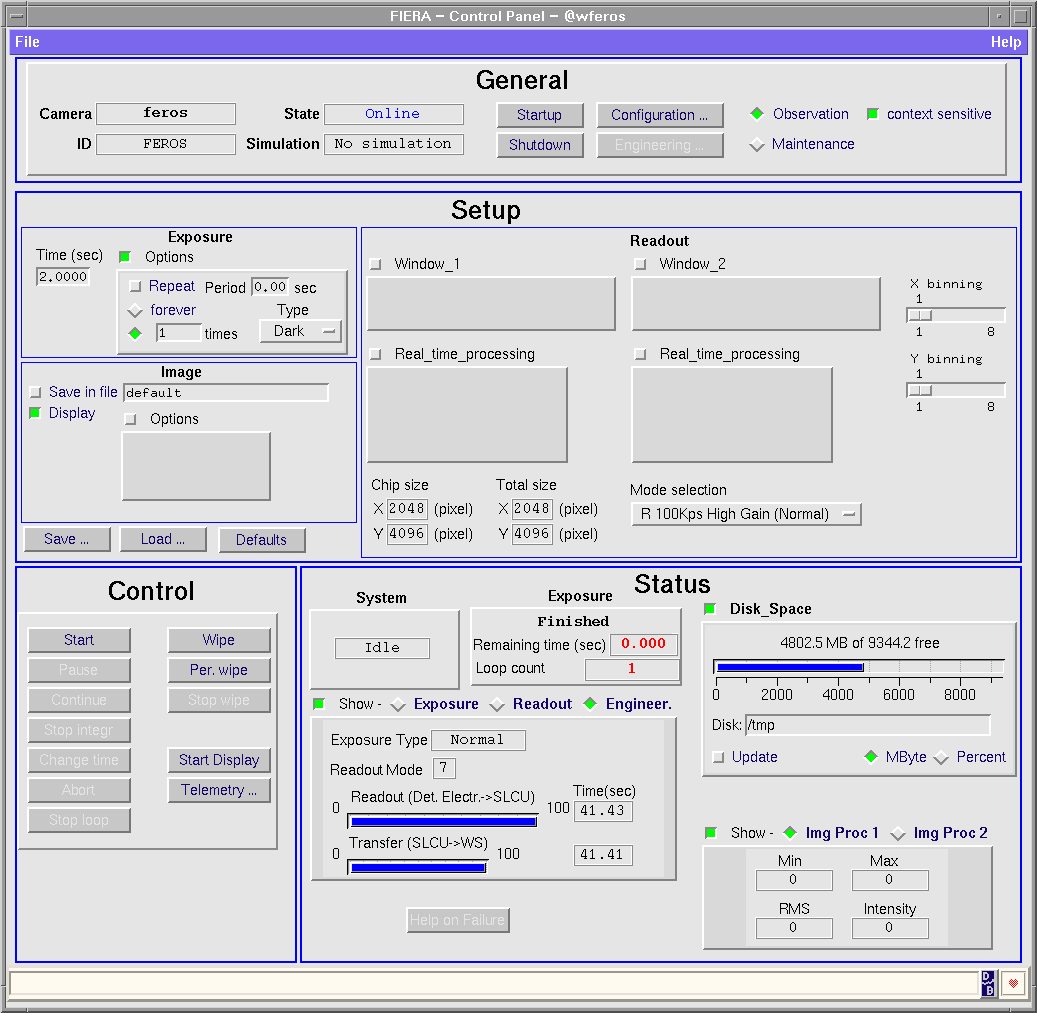 FIERA – Control Panel – @wferos
File Help
General
Camera feros State Online Startup Configuration ... Observation context sensitive
ID FEROS Simulation No simulation Shutdown Engineering ... Maintenance
Setup
Exposure
Time (sec) Options
2.0000
Repeat Period 0.00 sec
forever Type
1 times Dark
Image
Save in file default
Display
Options
Save ... Load ... Defaults
Readout
Window_1 Window_2
X binning
1
1 8
Real_time_processing Real_time_processing
Y binning
1
1 8
Chip size Total size
X 2048 (pixel) X 2048 (pixel)
Y 4096 (pixel) Y 4096 (pixel)
Mode selection
R 100Kps High Gain (Normal)
Control
Start Wipe
Pause Per. wipe
Continue Stop wipe
Stop integr
Change time Start Display
Abort Telemetry ...
Stop loop
Status
System
Idle
Exposure
Finished
Remaining time (sec) 0.000
Loop count 1
Show - Exposure Readout Engineer.
Exposure Type Normal
Readout Mode 7
Readout (Det. Electr.->SLCU) Time(sec)
0 100 41.43
Transfer (SLCU->WS)
0 100 41.41
Help on Failure
Disk_Space
4802.5 MB of 9344.2 free
0 2000 4000 6000 8000
Disk: /tmp
Update MByte Percent
Show - Img Proc 1 Img Proc 2
Min Max
0 0
RMS Intensity
0 0
D
B